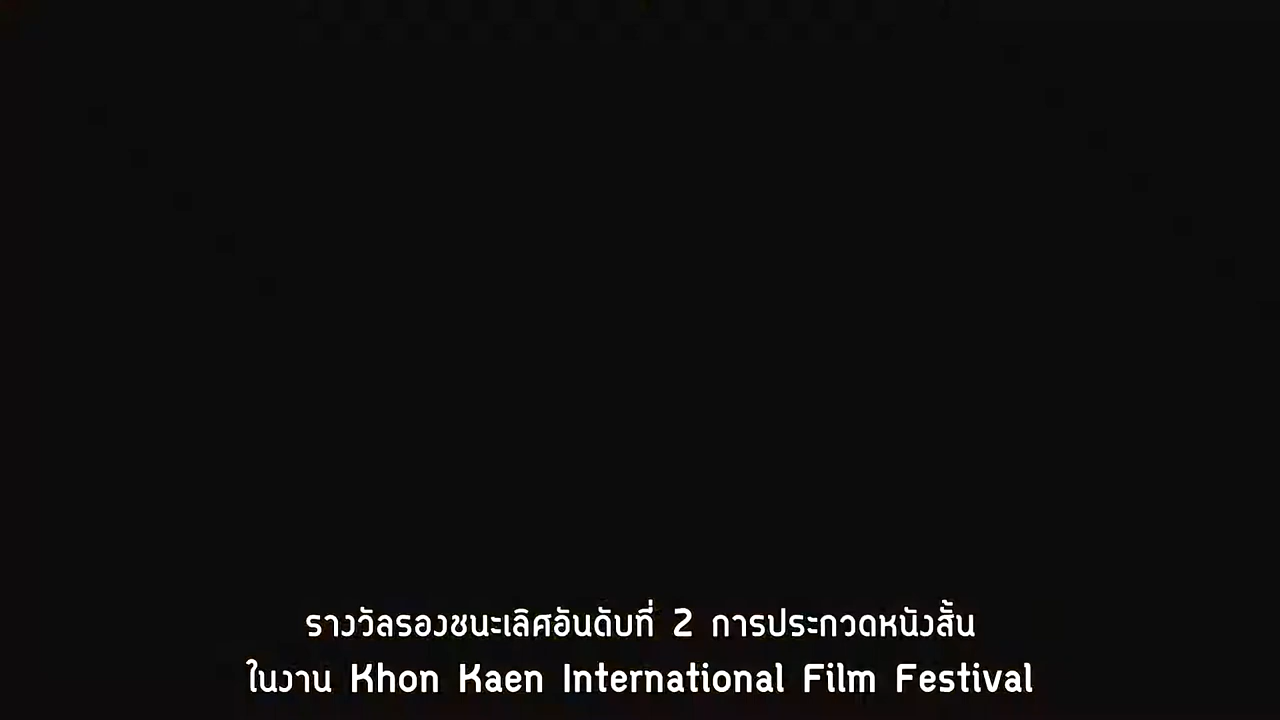 รางวัลรองชนะเลิศอันดับที่ 2 การประกวดหนังสั้น
ในงาน Khon Kaen International Film Festival